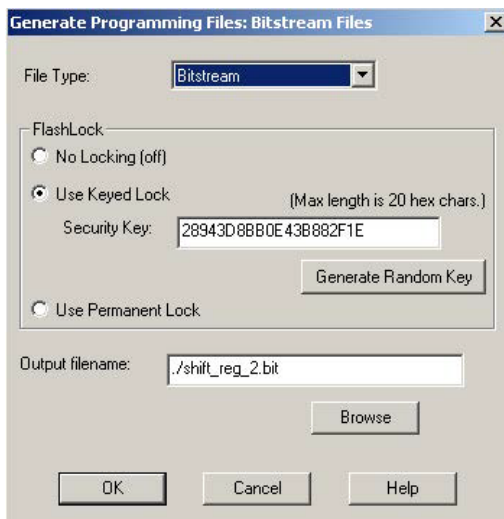 Generate Programming Files: Bitstream Files
File Type: Bitstream
FlashLock
No Locking (off)
Use Keyed Lock
(Max length is 20 hex chars.)
Security Key: 28943D8BB0E43B882F1E
Generate Random Key
Use Permanent Lock
Output filename: ./shift_reg_2.bit
Browse
OK Cancel Help